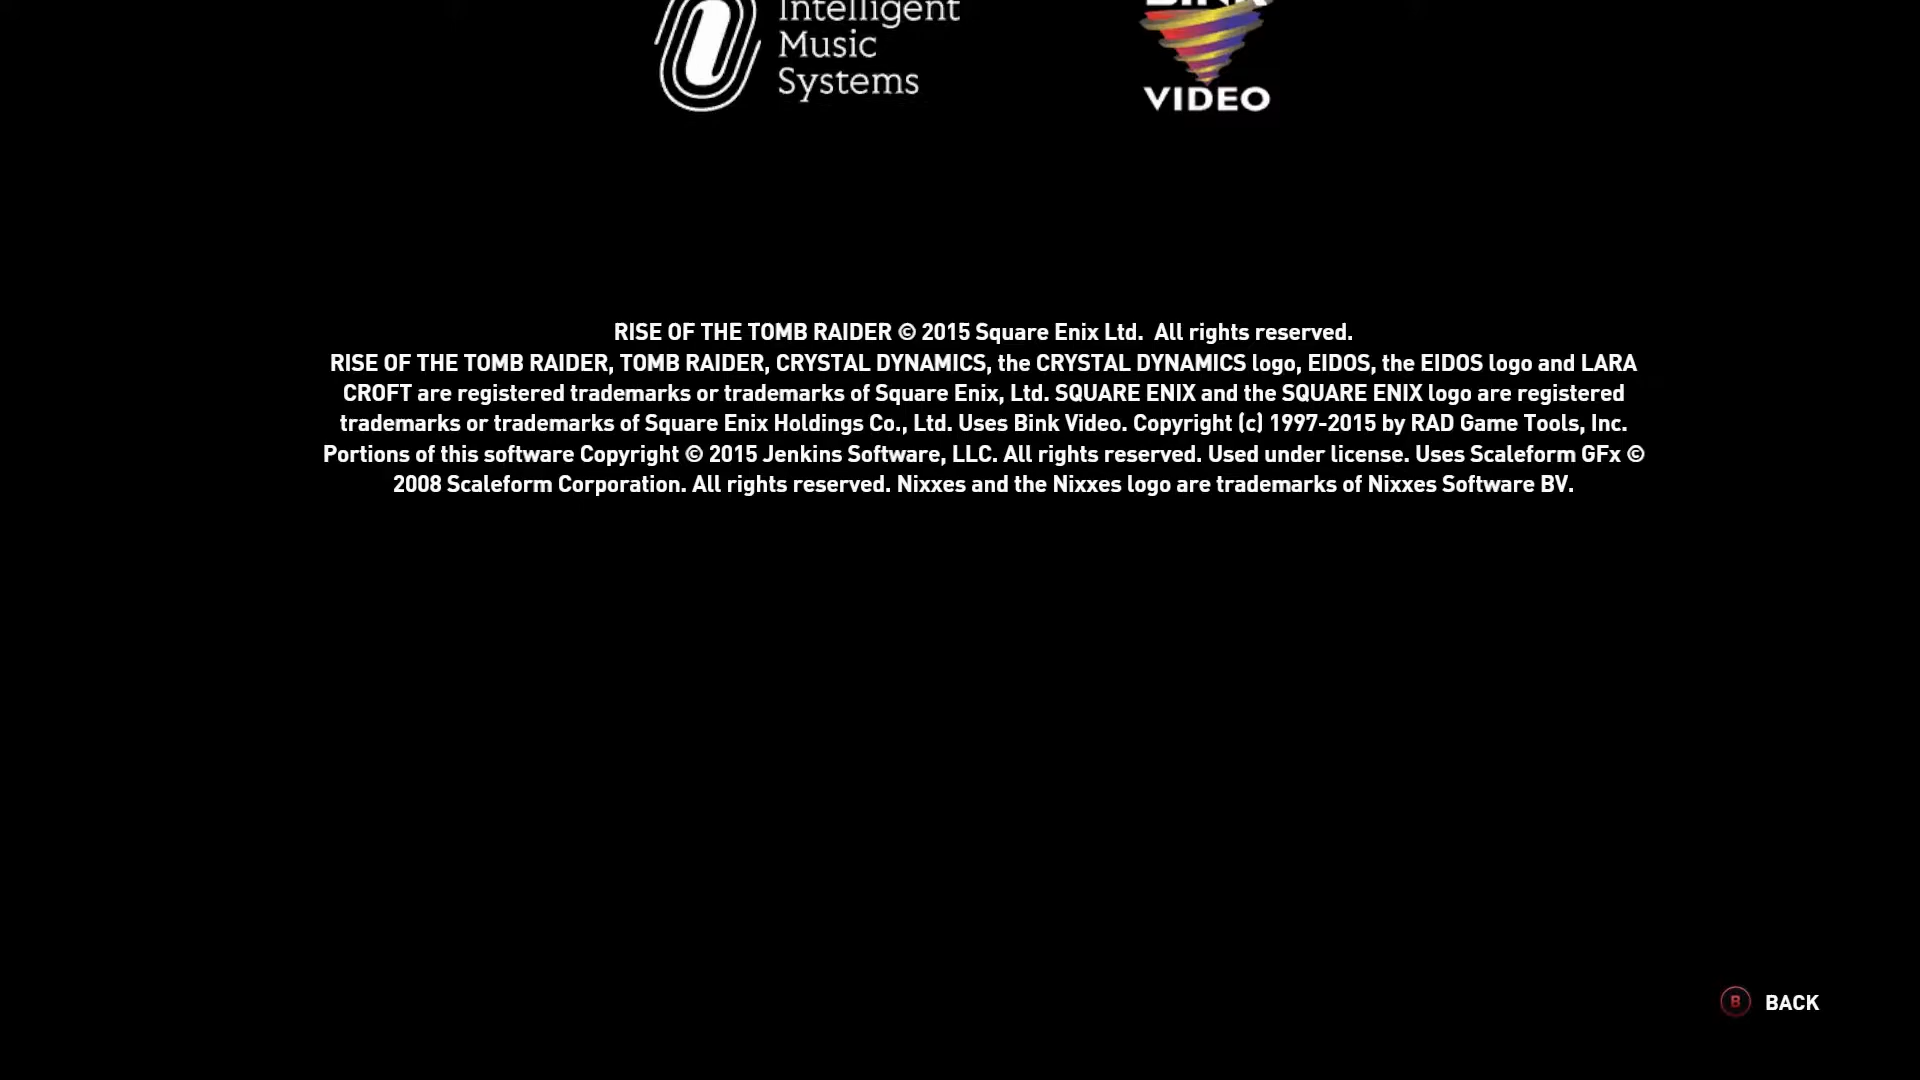 Intelligent
Music
Systems
BINK
VIDEO
RISE OF THE TOMB RAIDER © 2015 Square Enix Ltd.  All rights reserved.
RISE OF THE TOMB RAIDER, TOMB RAIDER, CRYSTAL DYNAMICS, the CRYSTAL DYNAMICS logo, EIDOS, the EIDOS logo and LARA
CROFT are registered trademarks or trademarks of Square Enix, Ltd. SQUARE ENIX and the SQUARE ENIX logo are registered
trademarks or trademarks of Square Enix Holdings Co., Ltd. Uses Bink Video. Copyright (c) 1997-2015 by RAD Game Tools, Inc.
Portions of this software Copyright © 2015 Jenkins Software, LLC. All rights reserved. Used under license. Uses Scaleform GFx ©
2008 Scaleform Corporation. All rights reserved. Nixxes and the Nixxes logo are trademarks of Nixxes Software BV.
B BACK